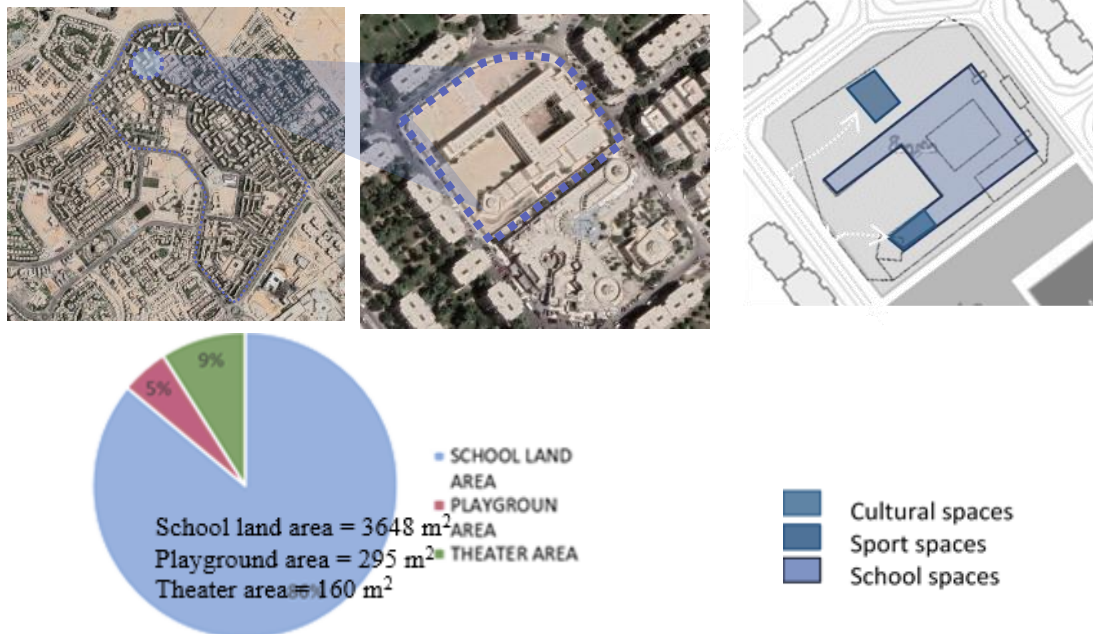 9%
5%
SCHOOL LAND
AREA
PLAYGROUN
AREA
THEATER AREA
School land area = 3648 m²
Playground area = 295 m²
Theater area = 160 m²
86%
Cultural spaces
Sport spaces
School spaces